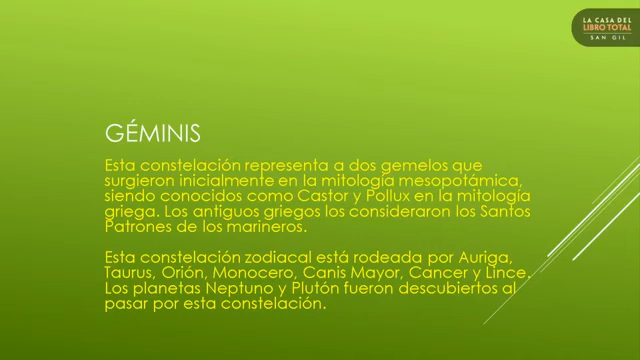 LA CASA DEL
LIBRO TOTAL
SAN GIL
GÉMINIS
Esta constelación representa a dos gemelos que
surgieron inicialmente en la mitología mesopotámica,
siendo conocidos como Castor y Pollux en la mitología
griega. Los antiguos griegos los consideraron los Santos
Patrones de los marineros.
Esta constelación zodiacal está rodeada por Auriga,
Taurus, Orión, Monocero, Canis Mayor, Cancer y Lince.
Los planetas Neptuno y Plutón fueron descubiertos al
pasar por esta constelación.